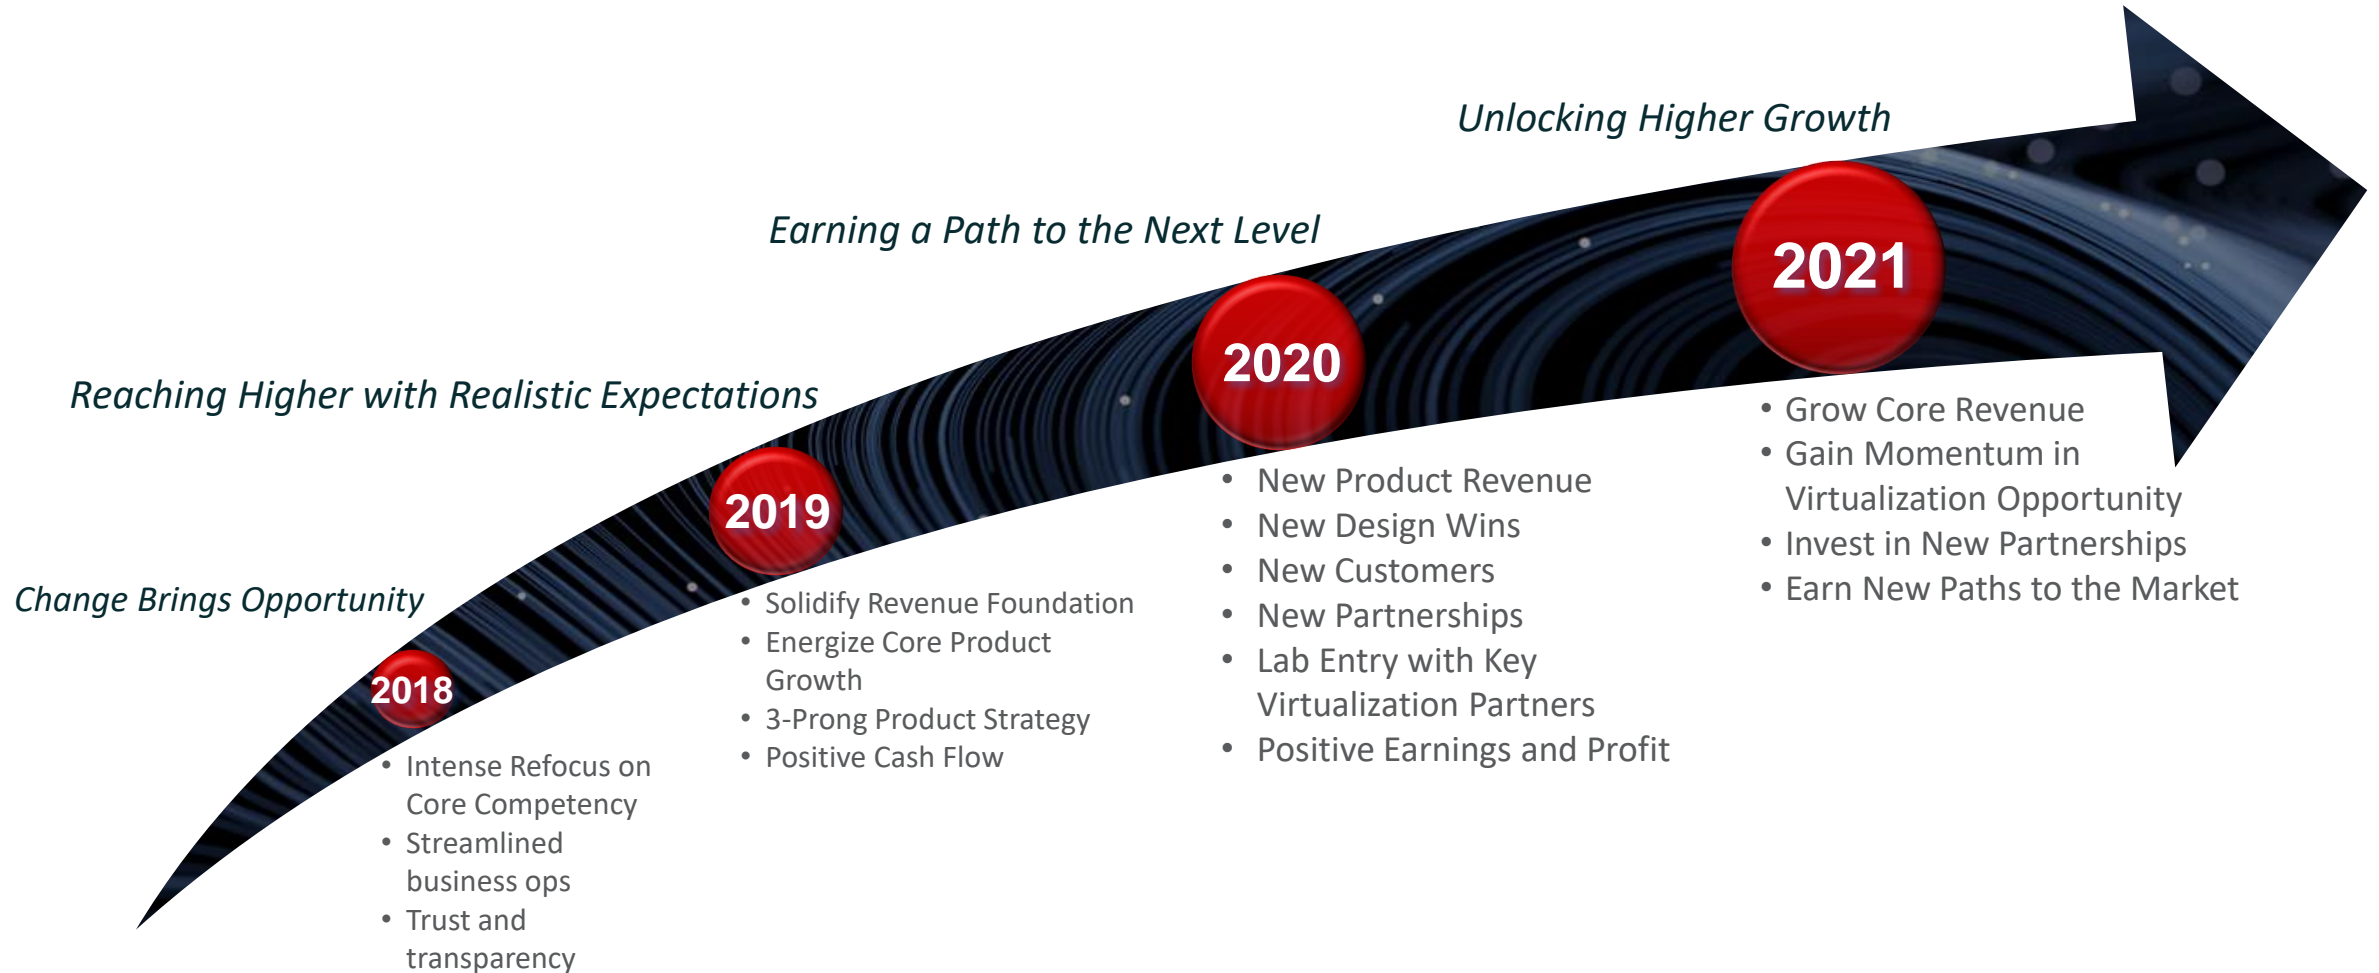 Change Brings Opportunity
2018
• Intense Refocus on
Core Competency
• Streamlined
business ops
• Trust and
transparency
Reaching Higher with Realistic Expectations
2019
• Solidify Revenue Foundation
• Energize Core Product
Growth
• 3-Prong Product Strategy
• Positive Cash Flow
Earning a Path to the Next Level
2020
• New Product Revenue
• New Design Wins
• New Customers
• New Partnerships
• Lab Entry with Key
Virtualization Partners
• Positive Earnings and Profit
Unlocking Higher Growth
2021
• Grow Core Revenue
• Gain Momentum in
Virtualization Opportunity
• Invest in New Partnerships
• Earn New Paths to the Market